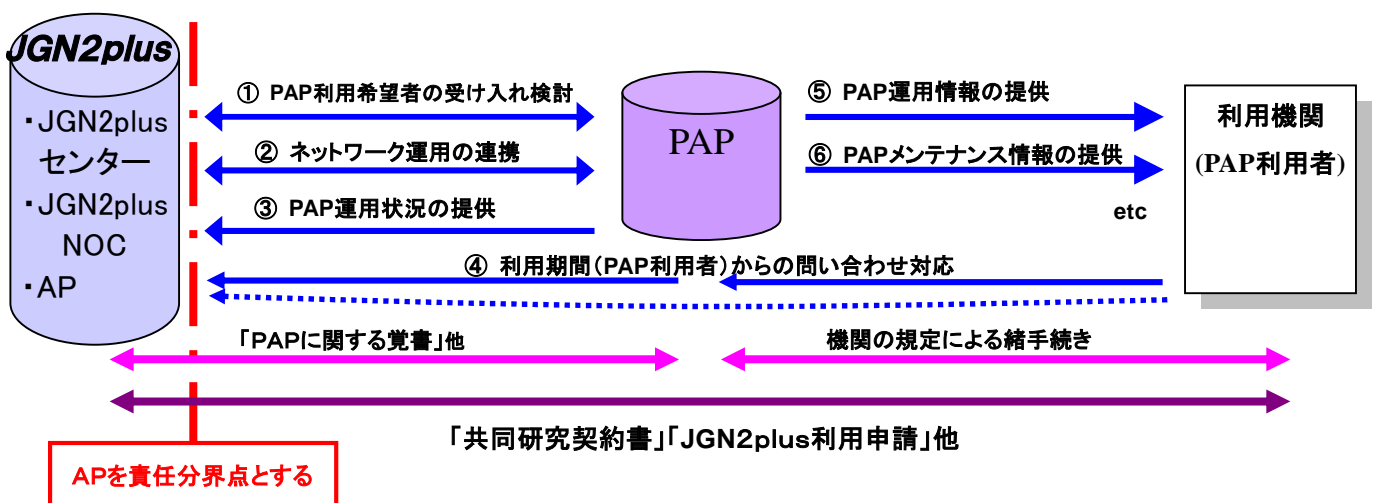 JGN2plus
・JGN2plus
センター
・JGN2plus
NOC
・AP
① PAP利用希望者の受け入れ検討
② ネットワーク運用の連携
③ PAP運用状況の提供
PAP
⑤ PAP運用情報の提供
⑥ PAPメンテナンス情報の提供
etc
利用機関
(PAP利用者)
④ 利用期間(PAP利用者)からの問い合わせ対応
「PAPに関する覚書」他
機関の規定による緒手続き
「共同研究契約書」「JGN2plus利用申請」他
APを責任分界点とする